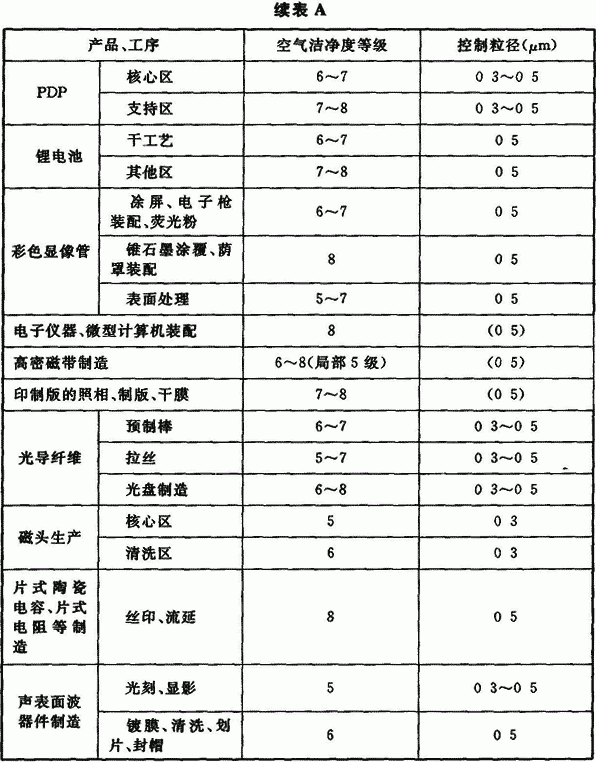 续表 A
产品、工序 空气洁净度等级 控制粒径(μm)
PDP 核心区 6～7 0 3～0 5
支持区 7～8 0 3～0 5
锂电池 干工艺 6～7 0 5
其他区 7～8 0 5
彩色显像管 涂屏、电子枪
装配、荧光粉 6～7 0 5
锥石墨涂覆、荫
罩装配 8 0 5
表面处理 5～7 0 5
电子仪器、微型计算机装配 8 (0 5)
高密磁带制造 6～8(局部 5 级) (0 5)
印制版的照相、制版、干膜 7～8 (0 5)
光导纤维 预制棒 6～7 0 3～0 5
拉丝 5～7 0 3～0 5
光盘制造 6～8 0 3～0 5
磁头生产 核心区 5 0 3
清洗区 6 0 3
片式陶瓷
电容、片式
电阻等制
造 丝印、流延 8 0 5
声表面波
器件制造 光刻、显影 5 0 3～0 5
镀膜、清洗、划
片、封帽 6 0 5